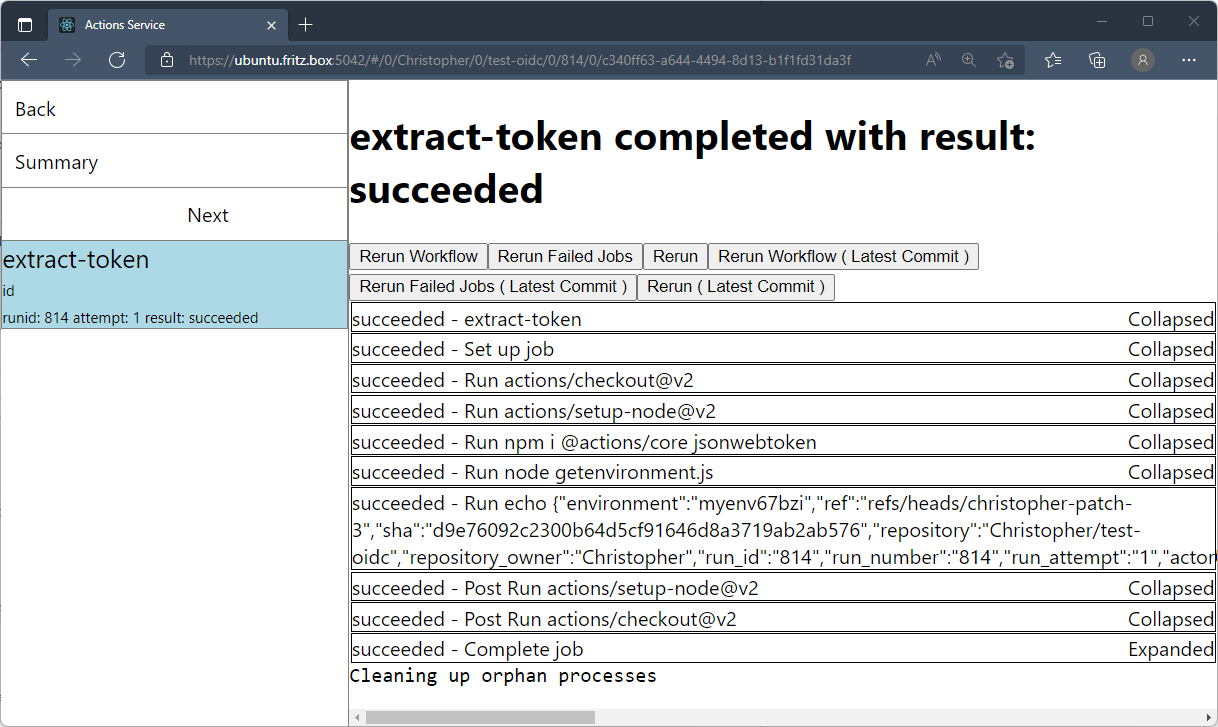 Actions Service
https://ubuntu.fritz.box:5042/#/0/Christopher/0/test-oidc/0/814/0/c340ff63-a644-4494-8d13-b1f1fd31da3f
Back
Summary
Next
extract-token
id
runid: 814 attempt: 1 result: succeeded
extract-token completed with result:
succeeded
Rerun Workflow Rerun Failed Jobs Rerun Rerun Workflow ( Latest Commit )
Rerun Failed Jobs ( Latest Commit ) Rerun ( Latest Commit )
succeeded - extract-token Collapsed
succeeded - Set up job Collapsed
succeeded - Run actions/checkout@v2 Collapsed
succeeded - Run actions/setup-node@v2 Collapsed
succeeded - Run npm i @actions/core jsonwebtoken Collapsed
succeeded - Run node getenvironment.js Collapsed
succeeded - Run echo {"environment":"myenv67bzi","ref":"refs/heads/christopher-patch-
3","sha":"d9e76092c2300b64d5cf91646d8a3719ab2ab576","repository":"Christopher/test-
oidc","repository_owner":"Christopher","run_id":"814","run_number":"814","run_attempt":"1","actor
succeeded - Post Run actions/setup-node@v2 Collapsed
succeeded - Post Run actions/checkout@v2 Collapsed
succeeded - Complete job Expanded
Cleaning up orphan processes